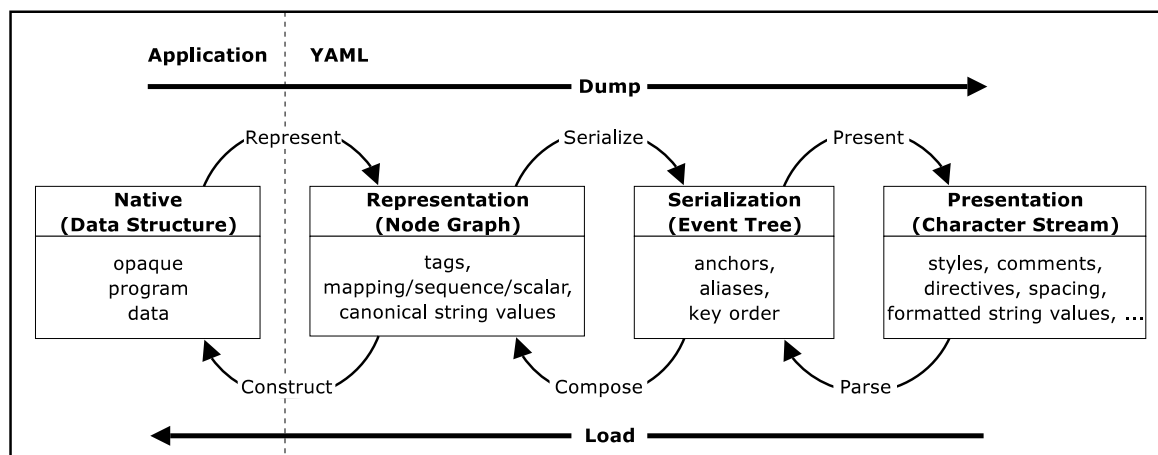 Application YAML
Dump
Represent Serialize Present
Native
(Data Structure)
opaque
program
data
Representation
(Node Graph)
tags,
mapping/sequence/scalar,
canonical string values
Serialization
(Event Tree)
anchors,
aliases,
key order
Presentation
(Character Stream)
styles, comments,
directives, spacing,
formatted string values, ...
Construct Compose Parse
Load